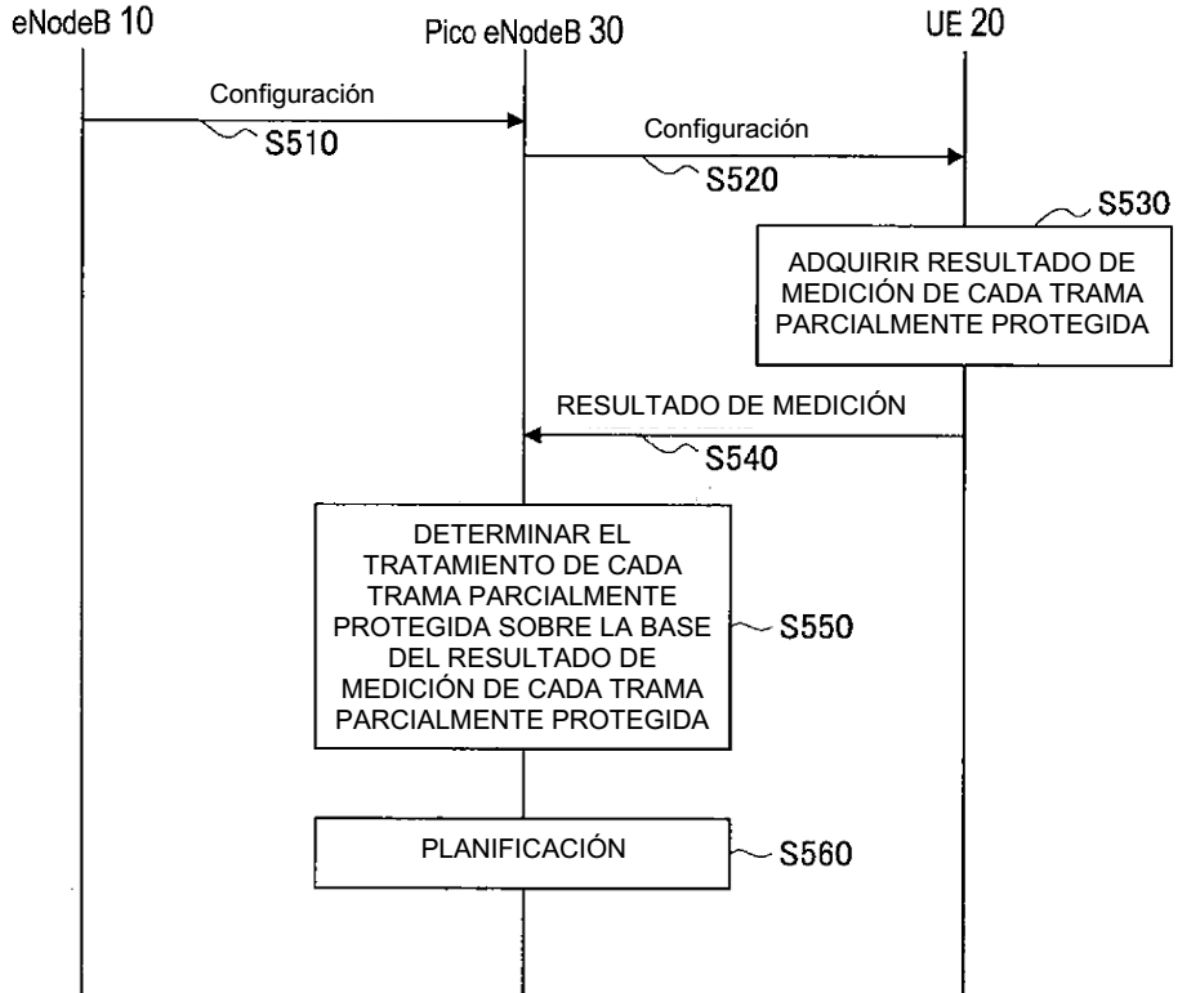 eNodeB 10
Pico eNodeB 30
UE 20
Configuración
S510
Configuración
S520
S530
ADQUIRIR RESULTADO DE
MEDICIÓN DE CADA TRAMA
PARCIALMENTE PROTEGIDA
RESULTADO DE MEDICIÓN
S540
DETERMINAR EL
TRATAMIENTO DE CADA
TRAMA PARCIALMENTE
PROTEGIDA SOBRE LA BASE
DEL RESULTADO DE
MEDICIÓN DE CADA TRAMA
PARCIALMENTE PROTEGIDA
S550
PLANIFICACIÓN
S560